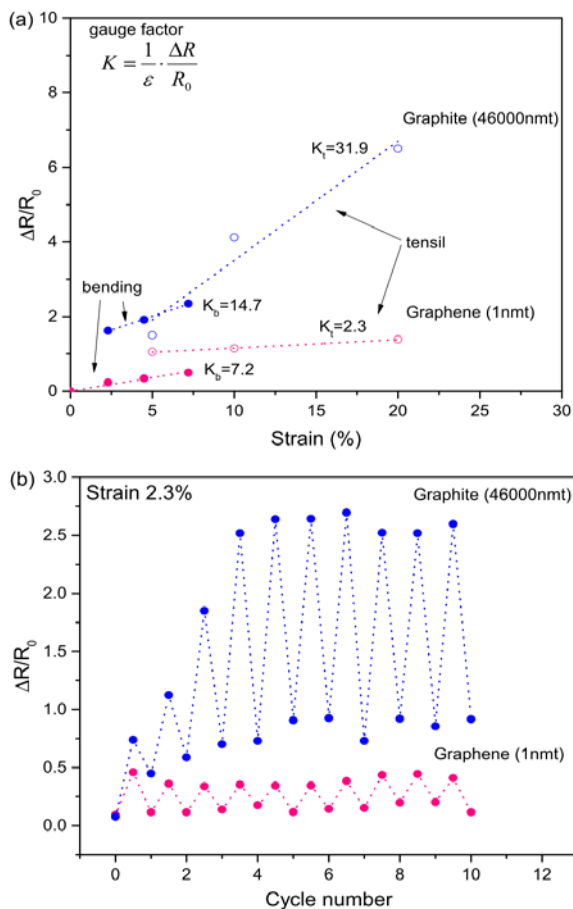 (a)
gauge factor
K = 1/ε · ΔR/R₀
Graphite (46000nmt)
Kₜ=31.9
tensil
bending
K_b=14.7
Graphene (1nmt)
Kₜ=2.3
K_b=7.2
ΔR/R₀
10
8
6
4
2
0
0 5 10 15 20 25 30
Strain (%)
(b)
Strain 2.3%
Graphite (46000nmt)
Graphene (1nmt)
ΔR/R₀
3.0
2.5
2.0
1.5
1.0
0.5
0.0
0 2 4 6 8 10 12
Cycle number